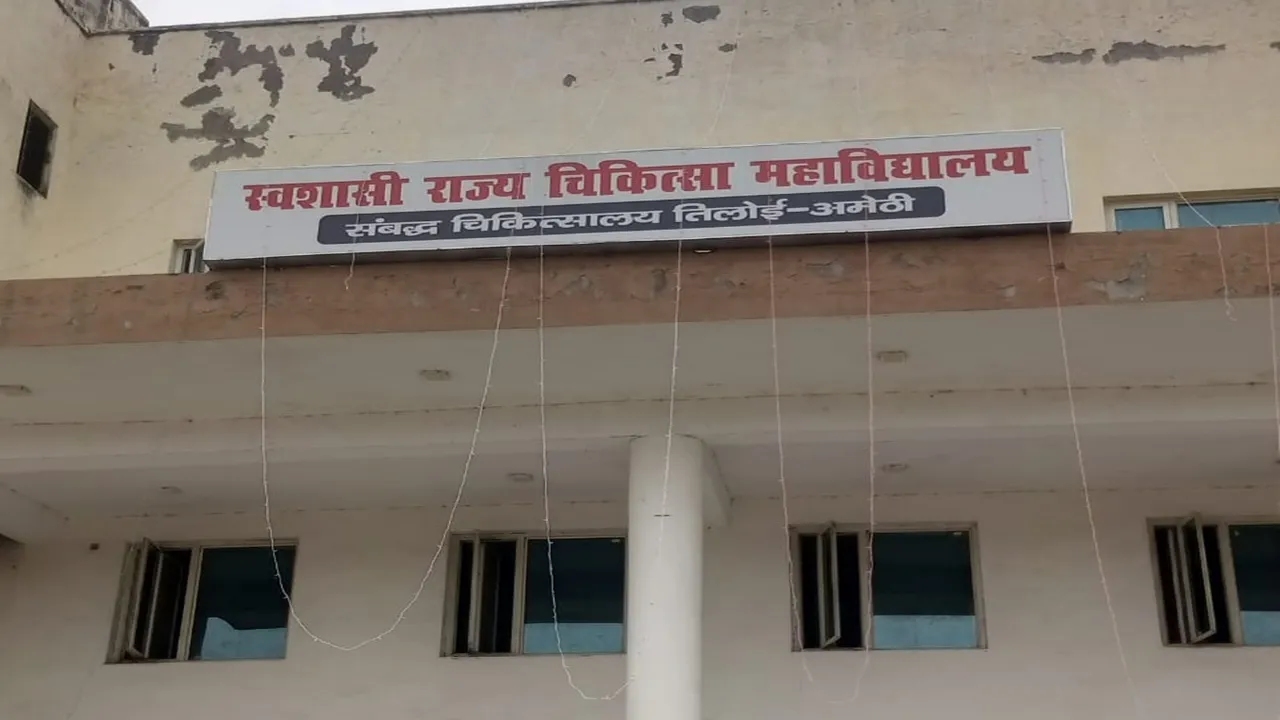 स्वशासी राज्य चिकित्सा महाविद्यालय
संबद्ध चिकित्सालय तिलोई-अमेठी